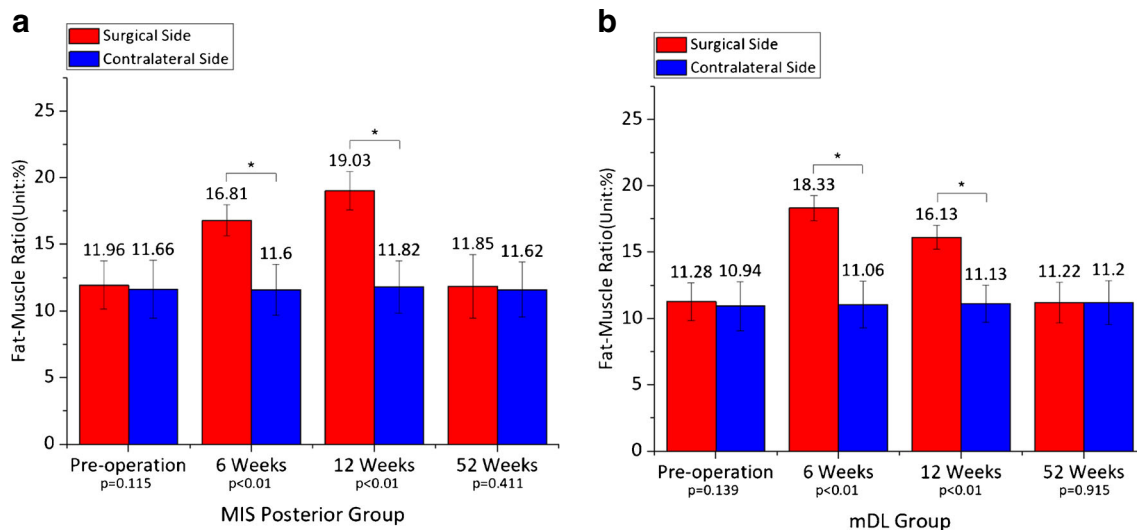 a
Surgical Side
Contralateral Side
Fat-Muscle Ratio(Unit:%)
25
20
15
10
5
0
*
*
16.81
19.03
11.96
11.66
11.6
11.82
11.85
11.62
Pre-operation
6 Weeks
12 Weeks
52 Weeks
p=0.115
p<0.01
p<0.01
p=0.411
MIS Posterior Group
b
Surgical Side
Contralateral Side
Fat-Muscle Ratio(Unit:%)
25
20
15
10
5
0
*
*
18.33
16.13
11.28
10.94
11.06
11.13
11.22
11.2
Pre-operation
6 Weeks
12 Weeks
52 Weeks
p=0.139
p<0.01
p<0.01
p=0.915
mDL Group